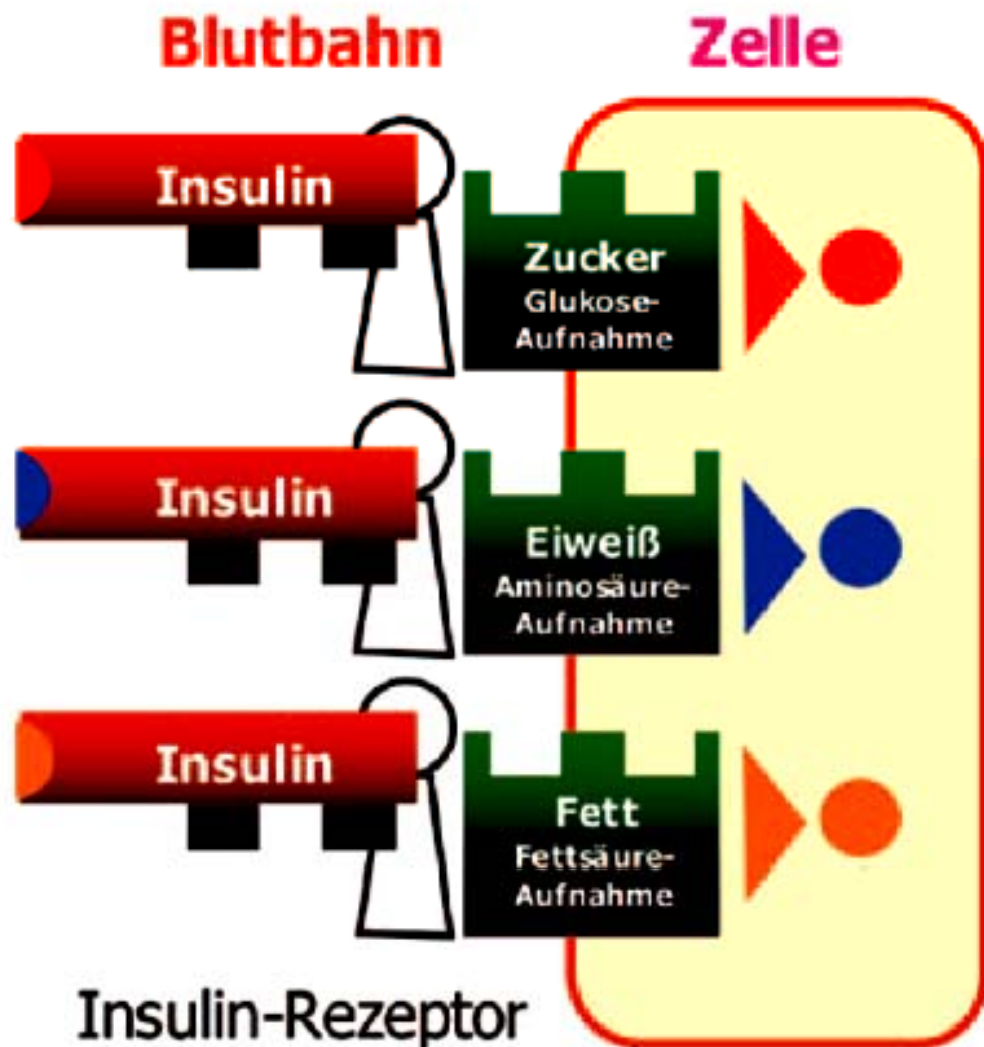 Blutbahn Zelle
Insulin
Zucker
Glukose-
Aufnahme
Insulin
Eiweiß
Aminosäure-
Aufnahme
Insulin
Fett
Fettsäure-
Aufnahme
Insulin-Rezeptor